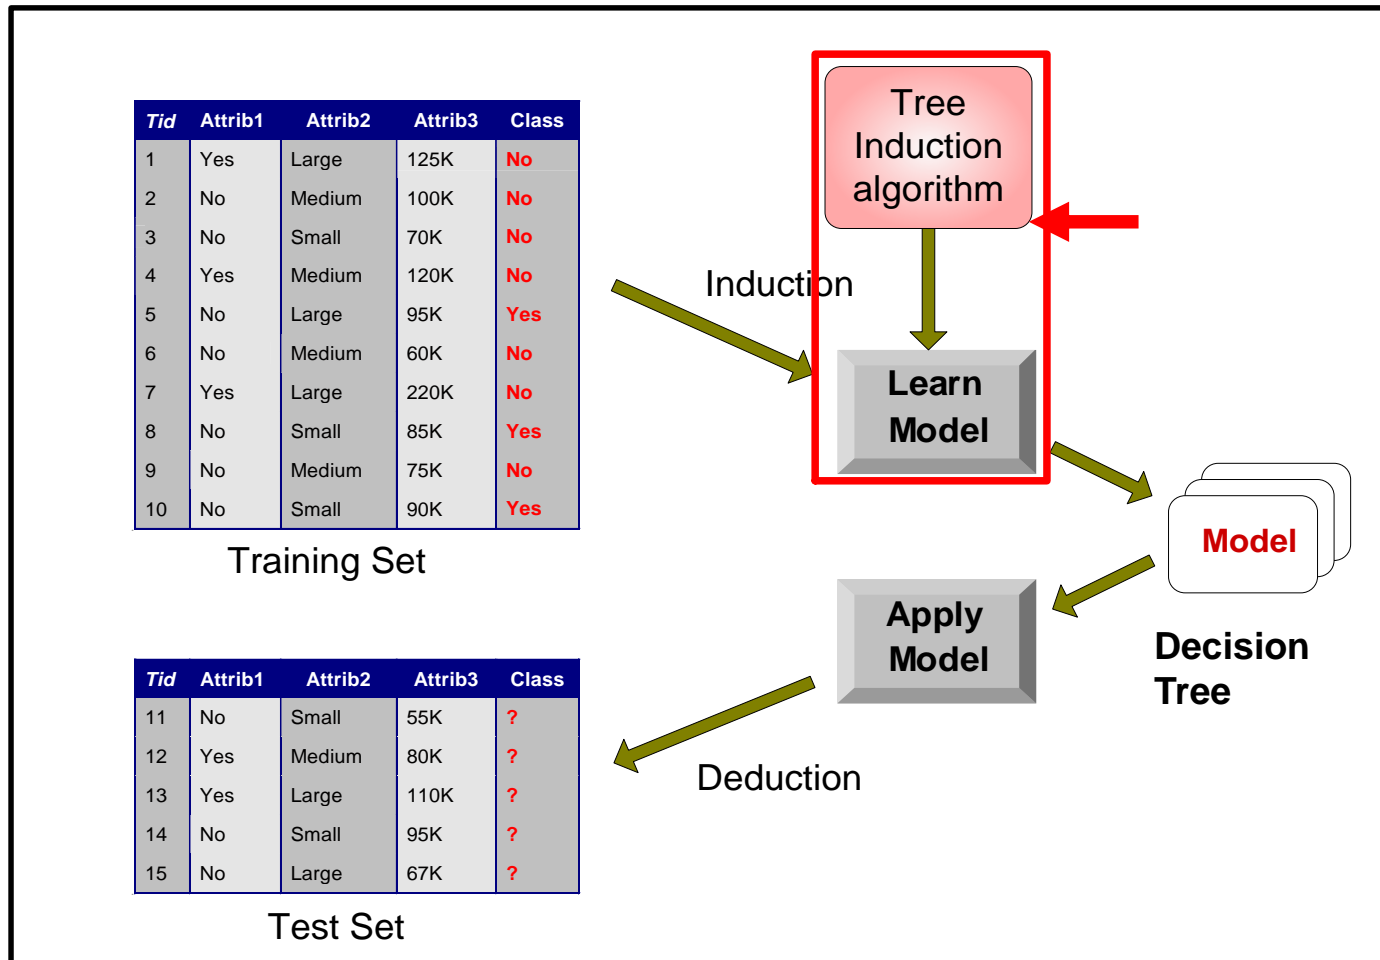 Tree
Induction
algorithm
Tid Attrib1 Attrib2 Attrib3 Class
1 Yes Large 125K No
2 No Medium 100K No
3 No Small 70K No
4 Yes Medium 120K No
5 No Large 95K Yes
6 No Medium 60K No
7 Yes Large 220K No
8 No Small 85K Yes
9 No Medium 75K No
10 No Small 90K Yes
Training Set
Induction
Learn
Model
Model
Decision
Tree
Apply
Model
Deduction
Tid Attrib1 Attrib2 Attrib3 Class
11 No Small 55K ?
12 Yes Medium 80K ?
13 Yes Large 110K ?
14 No Small 95K ?
15 No Large 67K ?
Test Set